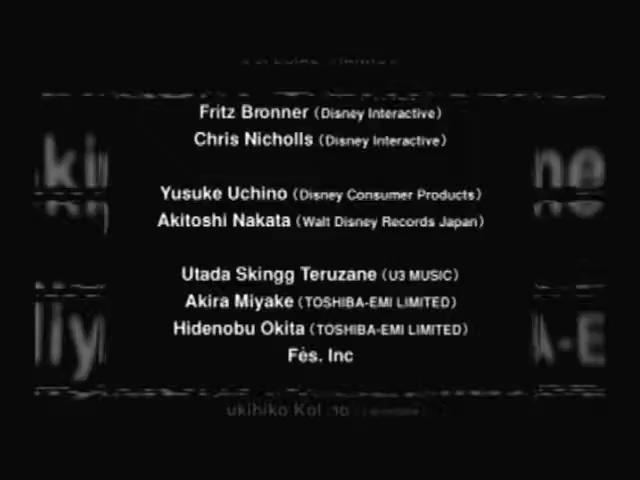 Fritz Bronner (Disney Interactive)
Chris Nicholls (Disney Interactive)
Yusuke Uchino (Disney Consumer Products)
Akitoshi Nakata (Walt Disney Records Japan)
Utada Skingg Teruzane (U3 MUSIC)
Akira Miyake (TOSHIBA-EMI LIMITED)
Hidenobu Okita (TOSHIBA-EMI LIMITED)
Fès. Inc